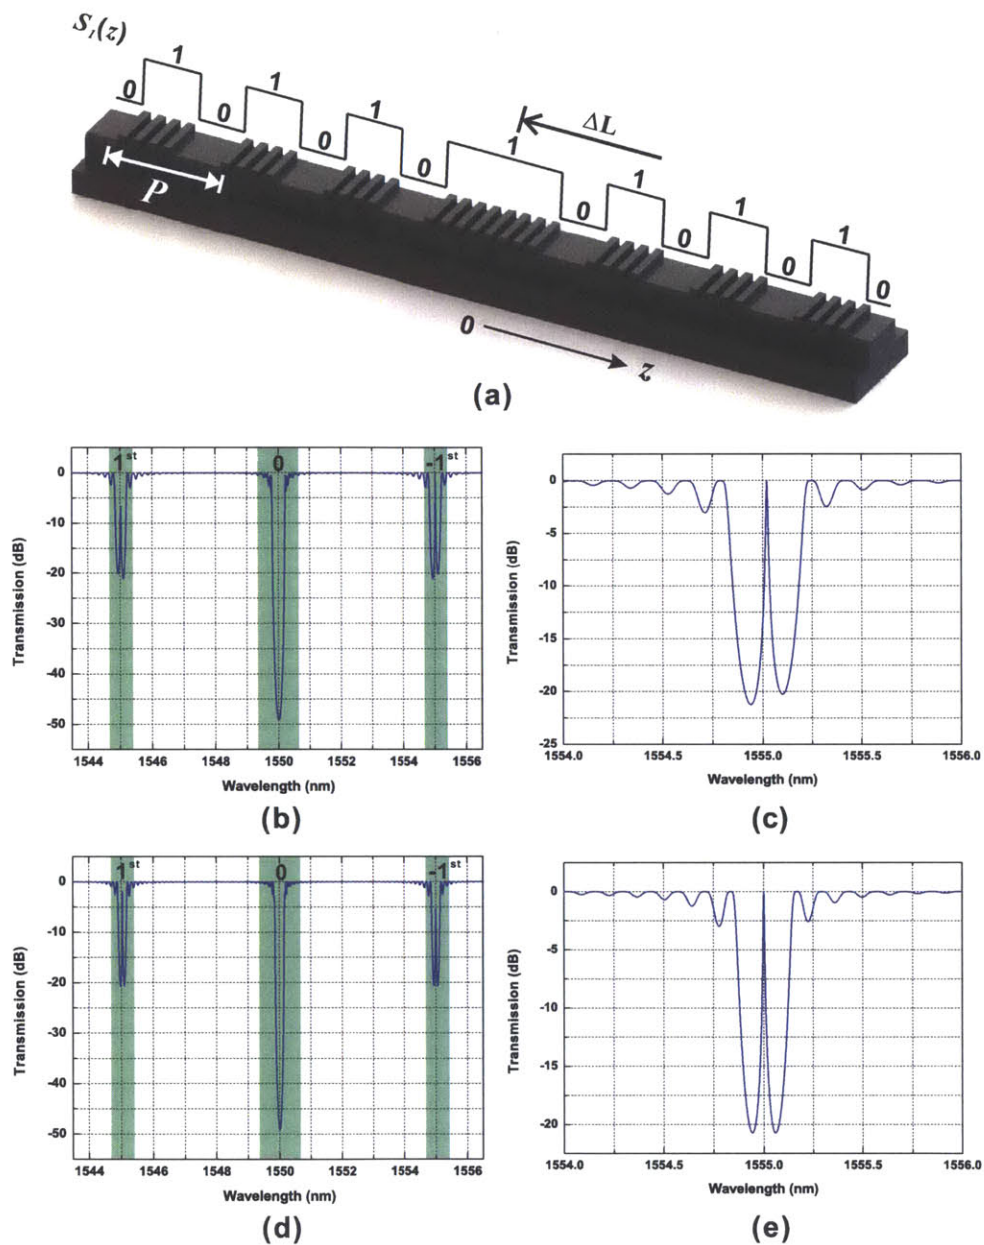 S₁(z)
0 1 0 1 0 1 0 1 0 1 0 1 0 1 0
ΔL
P
0
z
(a)
1st 0 -1st
0
-10
-20
-30
-40
-50
Transmission (dB)
1544 1546 1548 1550 1552 1554 1556
Wavelength (nm)
(b)
0
-5
-10
-15
-20
-25
Transmission (dB)
1554.0 1554.5 1555.0 1555.5 1556.0
Wavelength (nm)
(c)
1st 0 -1st
0
-10
-20
-30
-40
-50
Transmission (dB)
1544 1546 1548 1550 1552 1554 1556
Wavelength (nm)
(d)
0
-5
-10
-15
-20
Transmission (dB)
1554.0 1554.5 1555.0 1555.5 1556.0
Wavelength (nm)
(e)